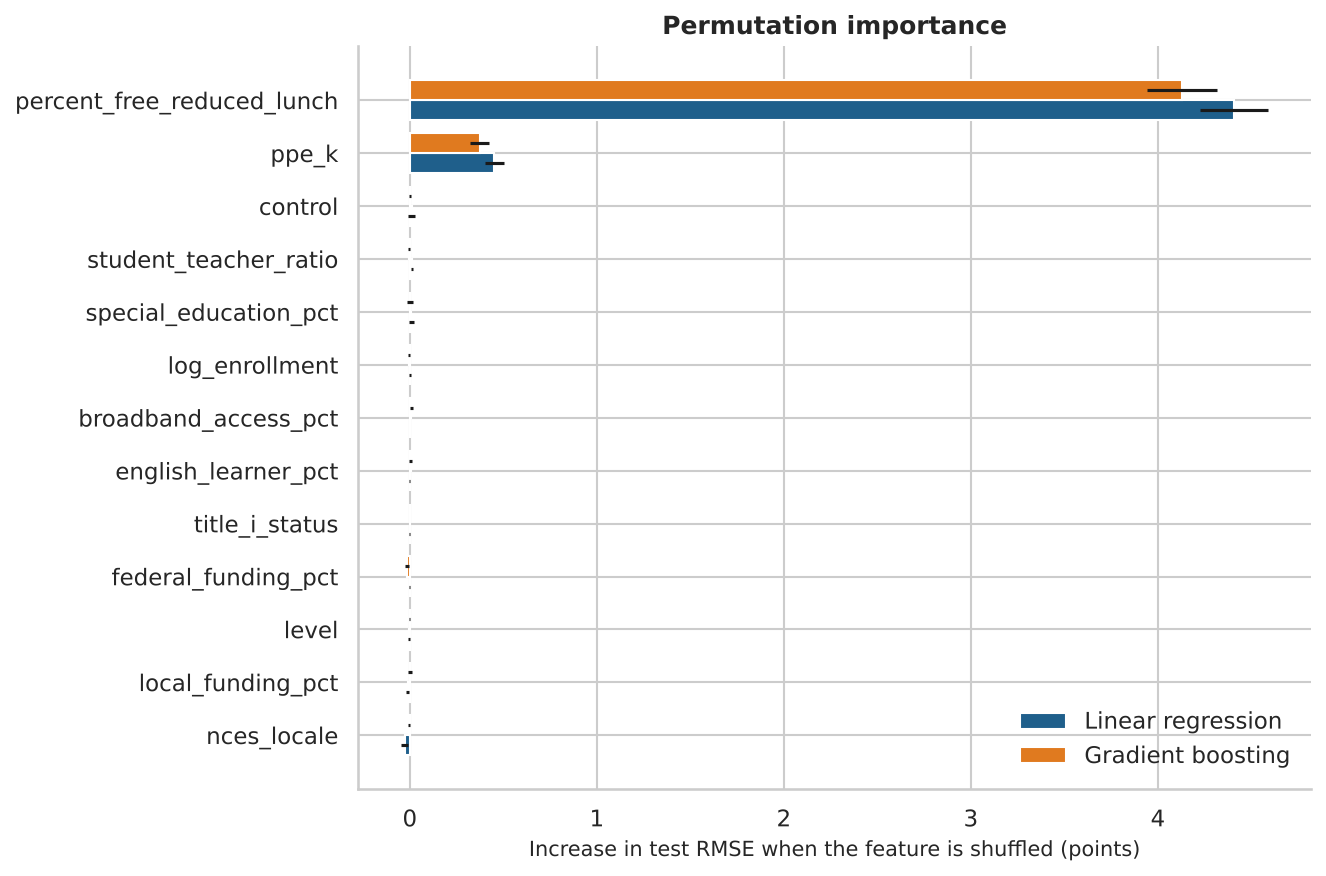 Permutation importance
percent_free_reduced_lunch
ppe_k
control
student_teacher_ratio
special_education_pct
log_enrollment
broadband_access_pct
english_learner_pct
title_i_status
federal_funding_pct
level
local_funding_pct
nces_locale
Linear regression
Gradient boosting
0 1 2 3 4
Increase in test RMSE when the feature is shuffled (points)